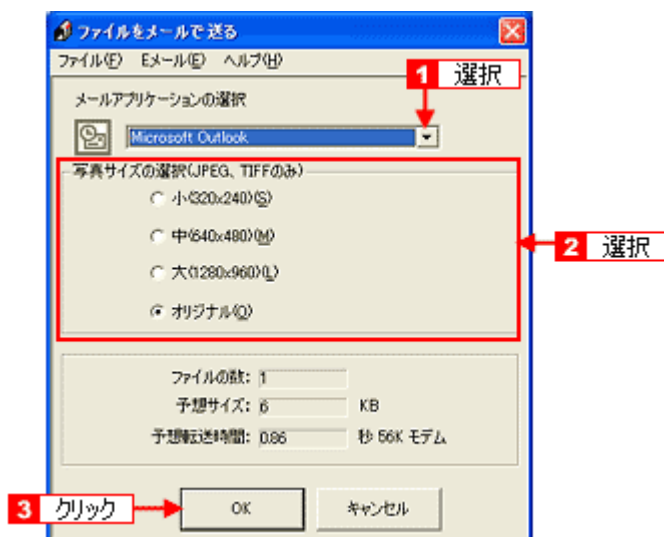 ファイルをメールで送る
ファイル(F) Eメール(E) ヘルプ(H)
1 選択
メールアプリケーションの選択
Microsoft Outlook
写真サイズの選択(JPEG、TIFFのみ)
小(320x240)(S)
中(640x480)(M)
2 選択
大(1280x960)(L)
オリジナル(O)
ファイルの数: 1
予想サイズ: 6 KB
予想転送時間: 0.86 秒 56K モデム
3 クリック
OK キャンセル